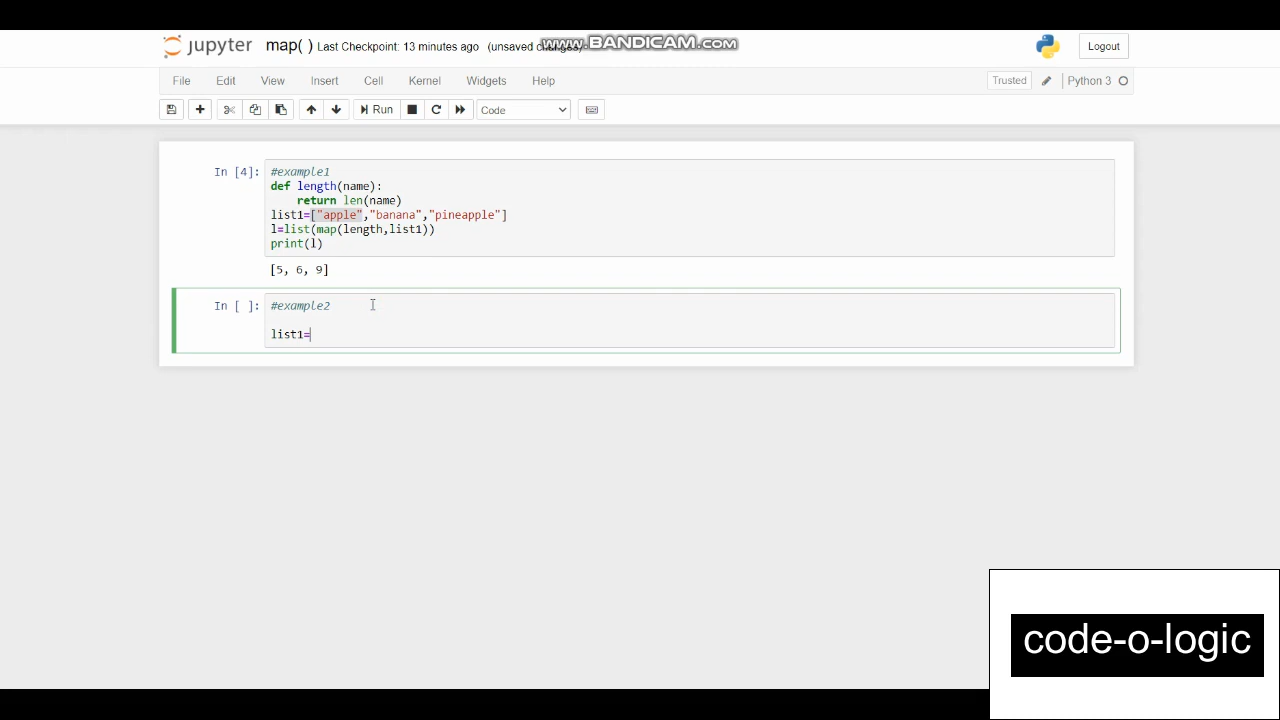 jupyter map( ) Last Checkpoint: 13 minutes ago (unsaved changes)
www.BANDICAM.COM
Logout
File Edit View Insert Cell Kernel Widgets Help
Trusted Python 3
Run Code
In [4]: #example1
def length(name):
    return len(name)
list1=["apple","banana","pineapple"]
l=list(map(length,list1))
print(l)
[5, 6, 9]
In [ ]: #example2
list1=
code-o-logic